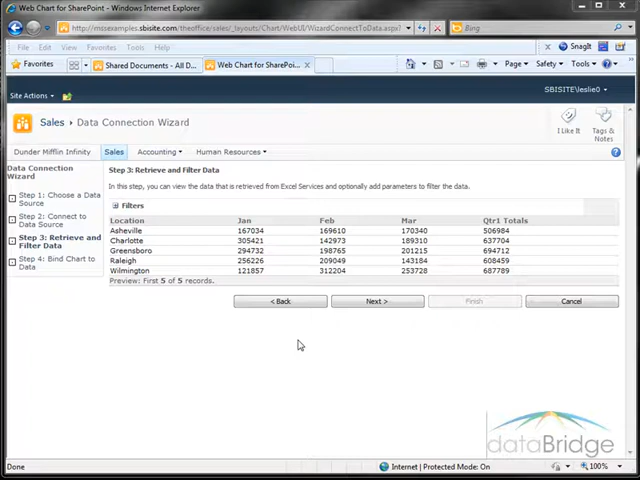 Web Chart for SharePoint - Windows Internet Explorer
http://mssexamples.sbisite.com/theoffice/sales/_layouts/Chart/WebUI/WizardConnectToData.aspx?
Bing
File Edit View Favorites Tools Help
SnagIt
Favorites
Shared Documents - All D...
Web Chart for SharePoi...
Page
Safety
Tools
Site Actions
SBISITE\leslie0
Sales
Data Connection Wizard
I Like It
Tags & Notes
Dunder Mifflin Infinity
Sales
Accounting
Human Resources
Data Connection Wizard
Step 1: Choose a Data Source
Step 2: Connect to Data Source
Step 3: Retrieve and Filter Data
Step 4: Bind Chart to Data
Step 3: Retrieve and Filter Data
In this step, you can view the data that is retrieved from Excel Services and optionally add parameters to filter the data.
Filters
Location Jan Feb Mar Qtr1 Totals
Asheville 167034 169610 170340 506984
Charlotte 305421 142973 189310 637704
Greensboro 294732 198765 201215 694712
Raleigh 256226 209049 143184 608459
Wilmington 121857 312204 253728 687789
Preview: First 5 of 5 records.
< Back
Next >
Finish
Cancel
dataBridge
Done
Internet | Protected Mode: On
100%